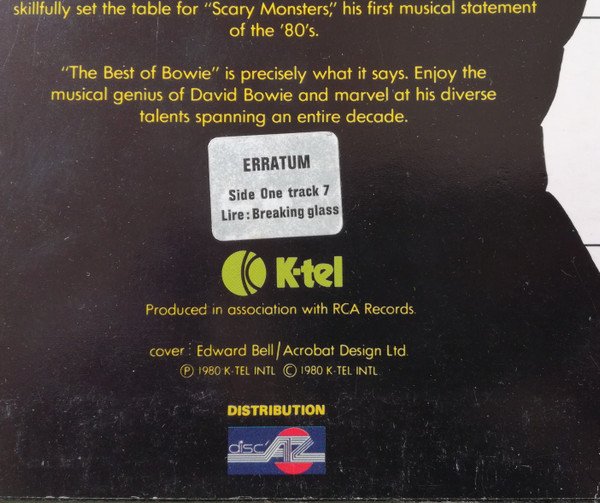 skillfully set the table for "Scary Monsters," his first musical statement
of the '80's.
"The Best of Bowie" is precisely what it says. Enjoy the
musical genius of David Bowie and marvel at his diverse
talents spanning an entire decade.
ERRATUM
Side One track 7
Lire : Breaking glass
K-tel
Produced in association with RCA Records.
cover : Edward Bell/Acrobat Design Ltd.
Ⓟ 1980 K-TEL INTL © 1980 K-TEL INTL
DISTRIBUTION
disc'AZ